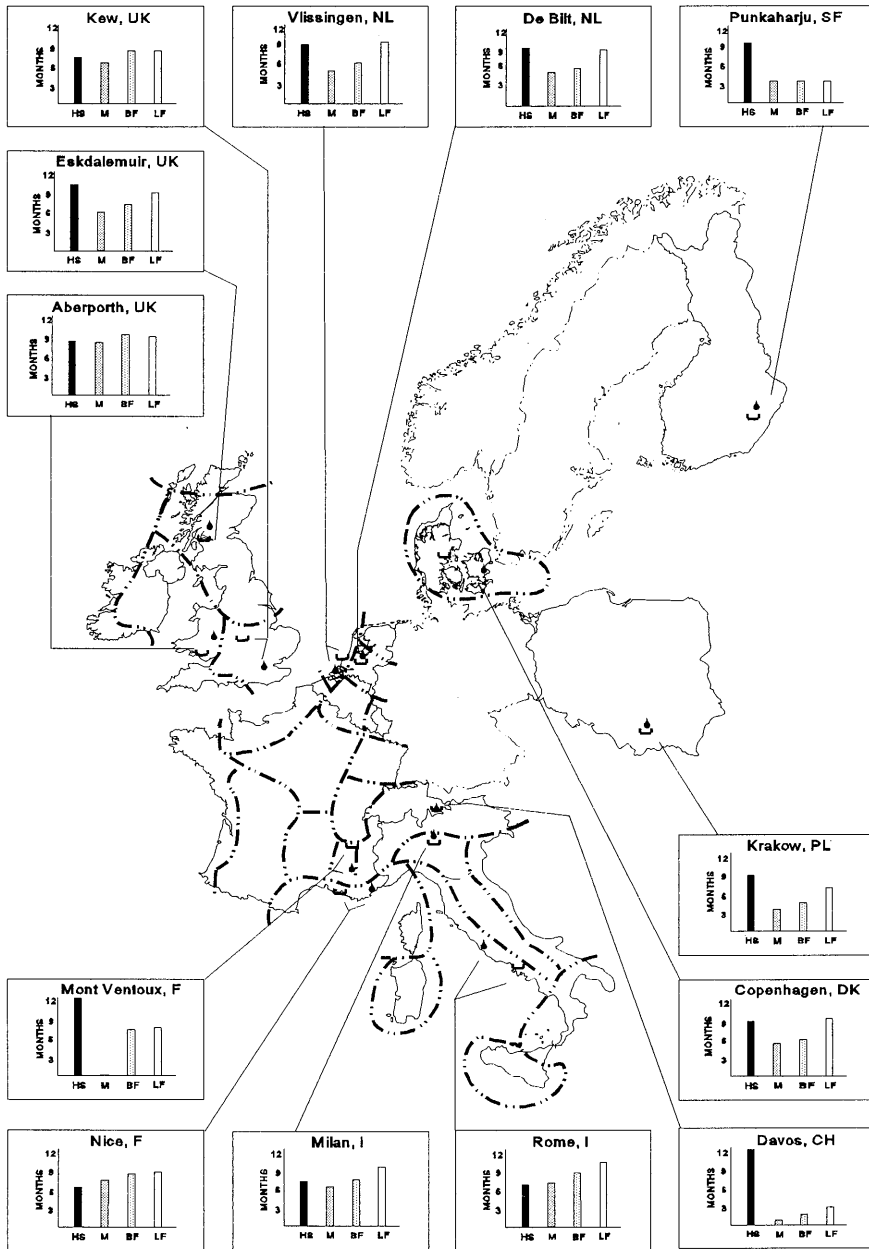 Kew, UK
MONTHS
12
9
6
3
HS M BF LF
Vlissingen, NL
MONTHS
12
9
6
3
HS M BF LF
De Bilt, NL
MONTHS
12
9
6
3
HS M BF LF
Punkaharju, SF
MONTHS
12
9
6
3
HS M BF LF
Eskdalemuir, UK
MONTHS
12
9
6
3
HS M BF LF
Aberporth, UK
MONTHS
12
9
6
3
HS M BF LF
Krakow, PL
MONTHS
12
9
6
3
HS M BF LF
Mont Ventoux, F
MONTHS
12
9
6
3
HS M BF LF
Copenhagen, DK
MONTHS
12
9
6
3
HS M BF LF
Nice, F
MONTHS
12
9
6
3
HS M BF LF
Milan, I
MONTHS
12
9
6
3
HS M BF LF
Rome, I
MONTHS
12
9
6
3
HS M BF LF
Davos, CH
MONTHS
12
9
6
3
HS M BF LF